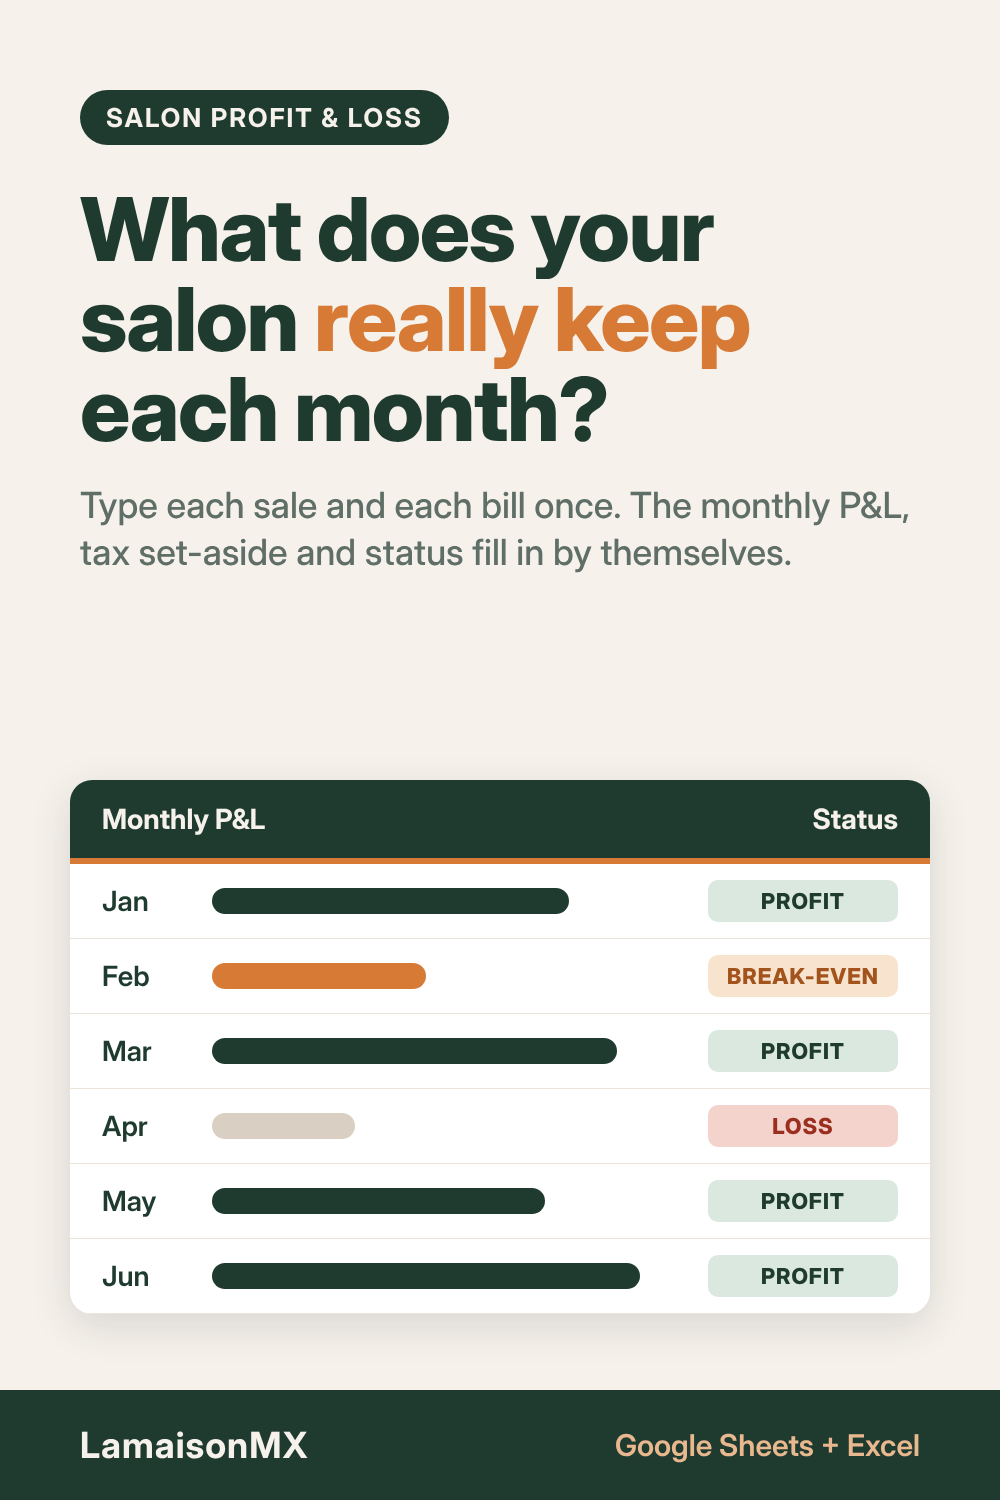 SALON PROFIT & LOSS
What does your
salon really keep
each month?
Type each sale and each bill once. The monthly P&L,
tax set-aside and status fill in by themselves.
Monthly P&L Status
Jan PROFIT
Feb BREAK-EVEN
Mar PROFIT
Apr LOSS
May PROFIT
Jun PROFIT
LamaisonMX Google Sheets + Excel